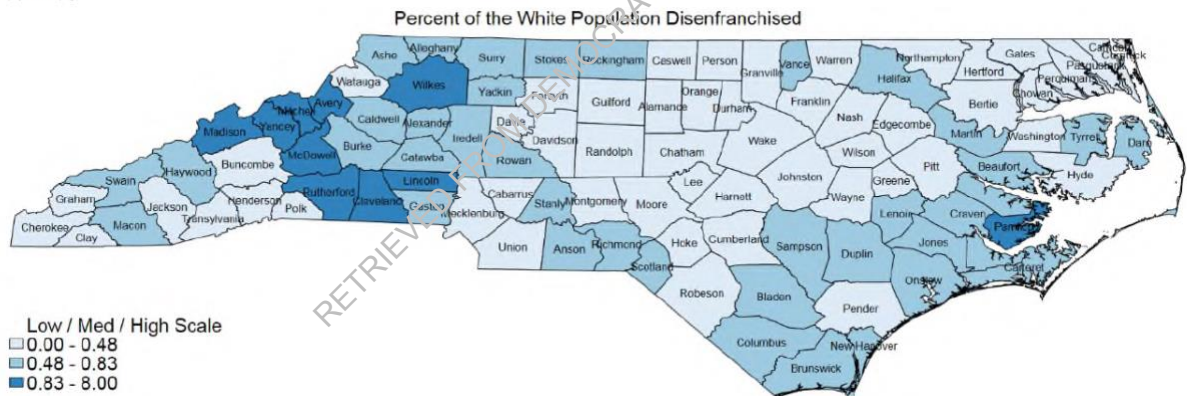 Percent of the White Population Disenfranchised
RETRIEVED FROM DEMOCRA
Ashe Alleghany Surry Stokes Rockingham Caswell Person Granville Vance Warren Northampton Gates
Watauga Wilkes Yadkin Forsyth Guilford Alamance Orange Durham Franklin Halifax Hertford Bertie Chowan Perquimans
Mitchell Avery Caldwell Alexander Iredell Davie Davidson Randolph Chatham Wake Nash Edgecombe Martin Washington Tyrrell Dare
Madison Yancey McDowell Burke Catawba Rowan Wilson Pitt Beaufort Hyde
Swain Haywood Buncombe Rutherford Cleveland Lincoln Gaston Mecklenburg Cabarrus Stanly Montgomery Moore Lee Harnett Johnston Wayne Greene Lenoir Craven Pamlico
Graham Jackson Henderson Polk Transylvania
Cherokee Clay Macon Union Anson Richmond Scotland Hoke Cumberland Sampson Duplin Jones Carteret Onslow
Robeson Bladen Pender
Columbus New Hanover
Brunswick
Low / Med / High Scale
0.00 - 0.48
0.48 - 0.83
0.83 - 8.00